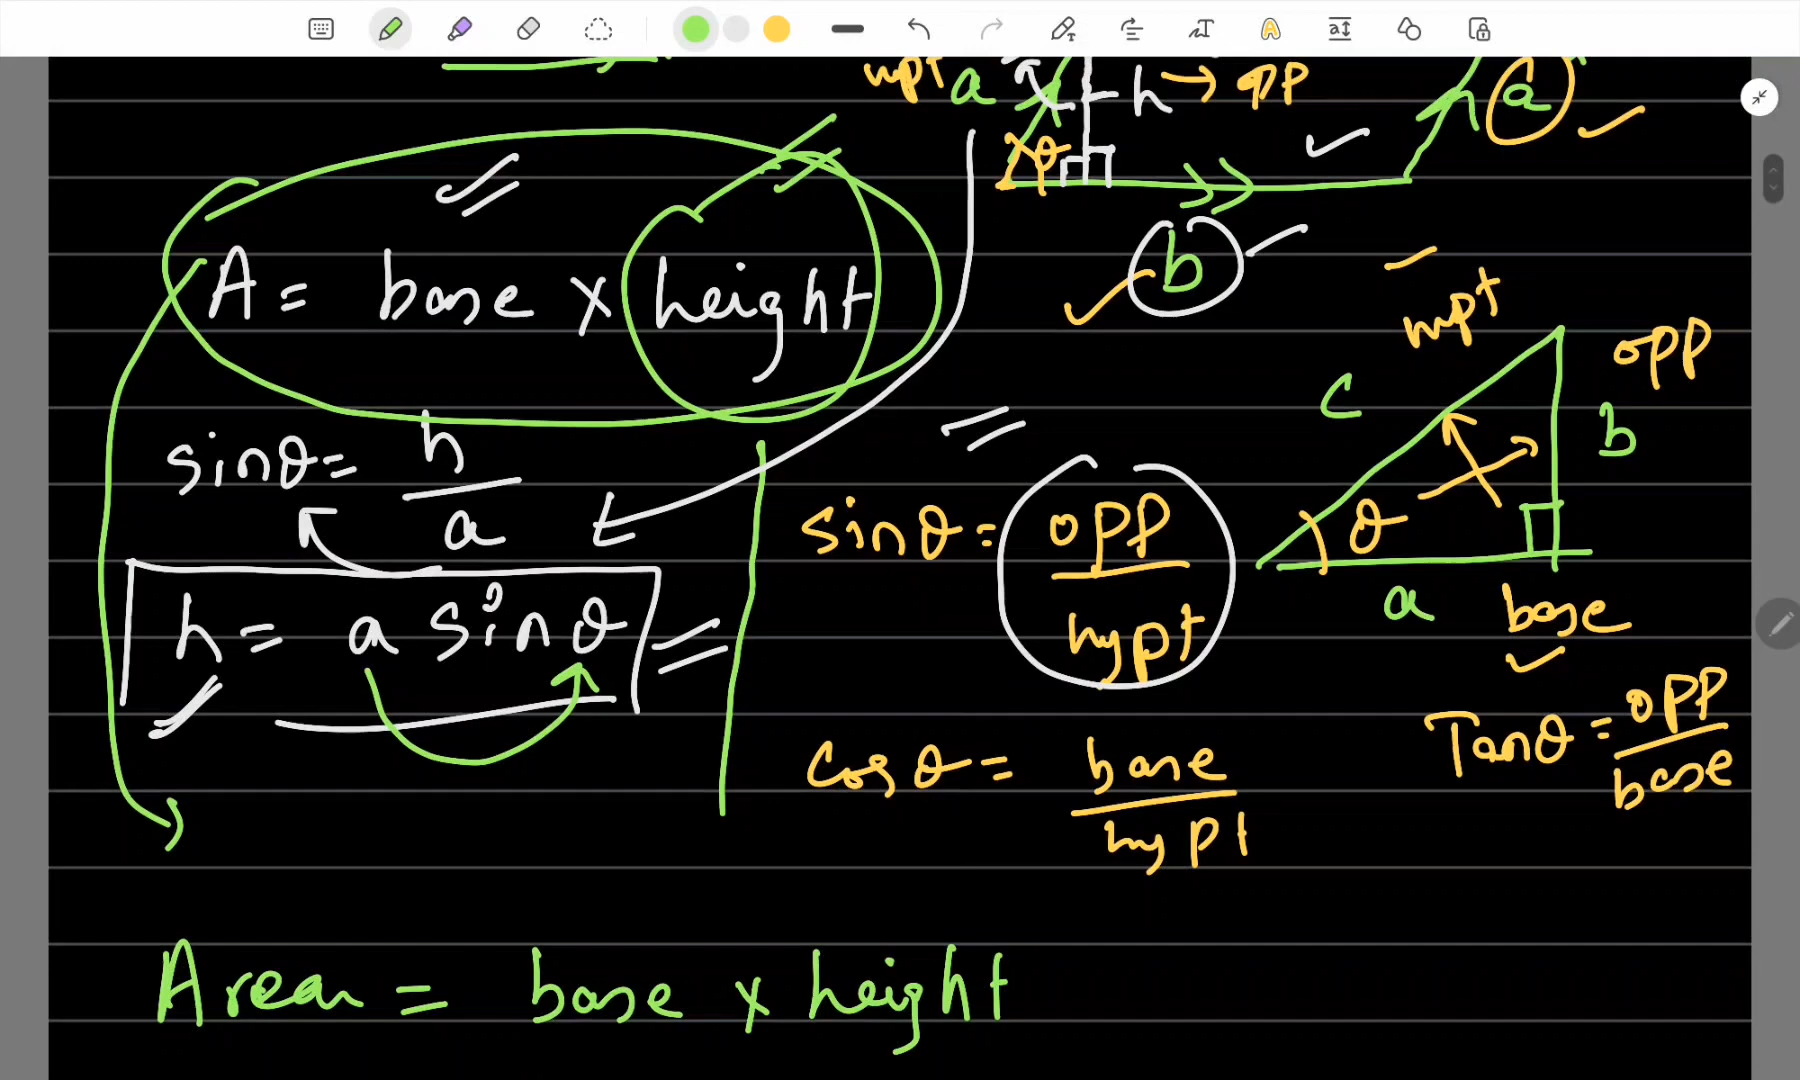 hypt a h → opp a
θ
b
A = base x height
hypt
opp
c
b
sinθ = h/a
sinθ = opp/hypt
θ
a base
h = a sinθ
Tanθ = opp/base
Cosθ = base/hypt
Area = base x height